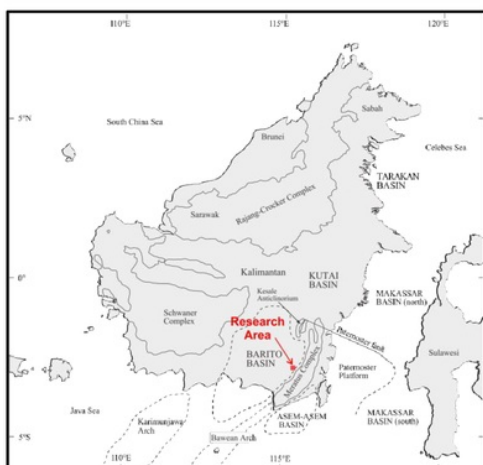 110°E
115°E
120°E
5°N
South China Sea
Sabah
Brunei
Celebes Sea
TARAKAN
BASIN
Rajang-Crocker Complex
Sarawak
0°
Kalimantan
KUTAI
BASIN
MAKASSAR
BASIN (north)
Anticlinorium
Schwaner
Complex
Research
Area
Paternoster fault
BARITO
BASIN
Meratus Complex
Paternoster
Platform
Sulawesi
Java Sea
Karimunjawa
Arch
ASEM-ASEM
BASIN
MAKASSAR
BASIN (south)
Bawean Arch
5°S
110°E
115°E